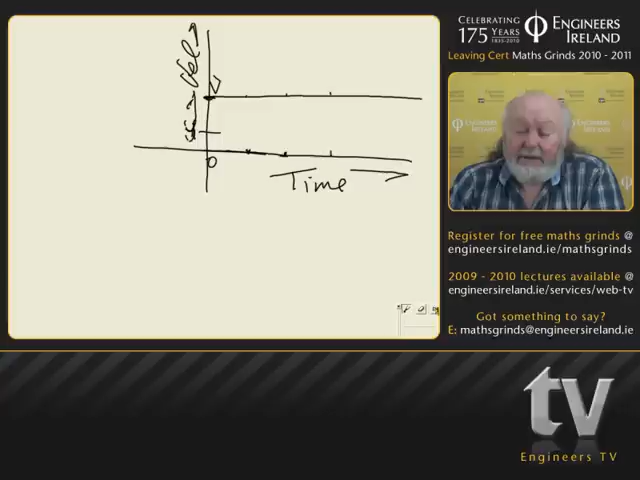 CELEBRATING
175 YEARS
1835-2010
ENGINEERS
IRELAND
Leaving Cert Maths Grinds 2010 - 2011
Vel
V
0
Time
Register for free maths grinds @
engineersireland.ie/mathsgrinds
2009 - 2010 lectures available @
engineersireland.ie/services/web-tv
Got something to say?
E: mathsgrinds@engineersireland.ie
tv
Engineers TV